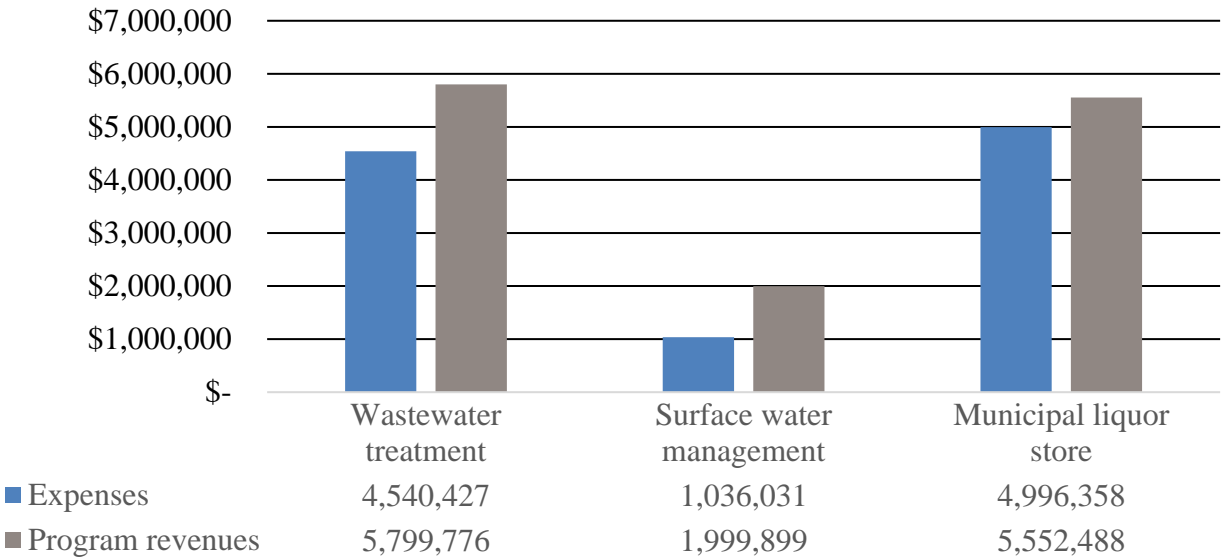 $7,000,000
$6,000,000
$5,000,000
$4,000,000
$3,000,000
$2,000,000
$1,000,000
$-
Wastewater treatment
Surface water management
Municipal liquor store
Expenses 4,540,427 1,036,031 4,996,358
Program revenues 5,799,776 1,999,899 5,552,488